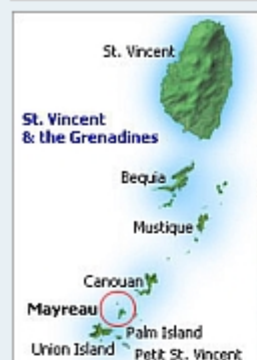 St. Vincent
St. Vincent
& the Grenadines
Bequia
Mustique
Canouan
Mayreau
Palm Island
Union Island
Petit St. Vincent